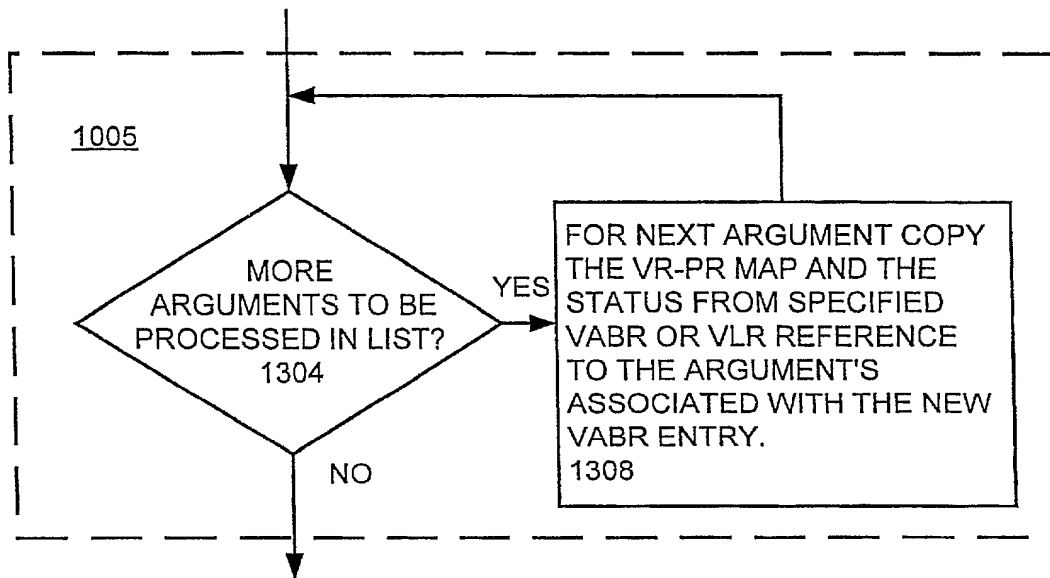 1005
MORE
ARGUMENTS TO BE
PROCESSED IN LIST?
1304
YES
NO
FOR NEXT ARGUMENT COPY
THE VR-PR MAP AND THE
STATUS FROM SPECIFIED
VABR OR VLR REFERENCE
TO THE ARGUMENT'S
ASSOCIATED WITH THE NEW
VABR ENTRY.
1308